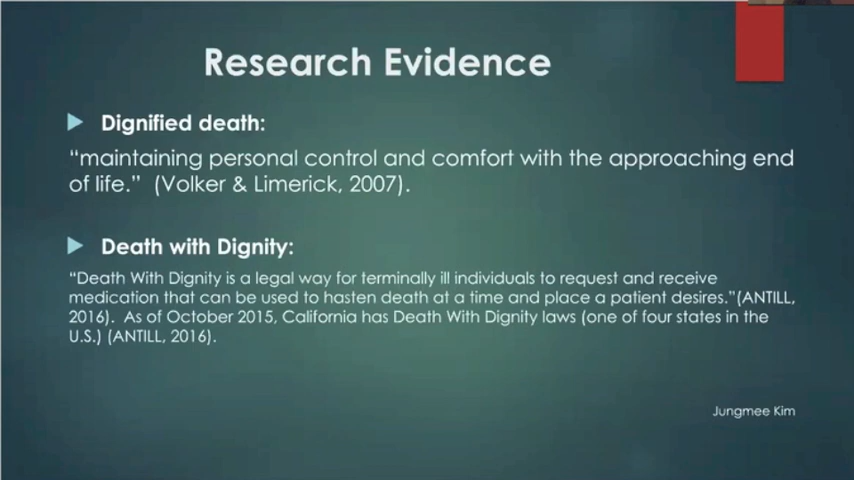 Research Evidence
Dignified death:
“maintaining personal control and comfort with the approaching end
of life.” (Volker & Limerick, 2007).
Death with Dignity:
“Death With Dignity is a legal way for terminally ill individuals to request and receive
medication that can be used to hasten death at a time and place a patient desires.”(ANTILL,
2016). As of October 2015, California has Death With Dignity laws (one of four states in the
U.S.) (ANTILL, 2016).
Jungmee Kim